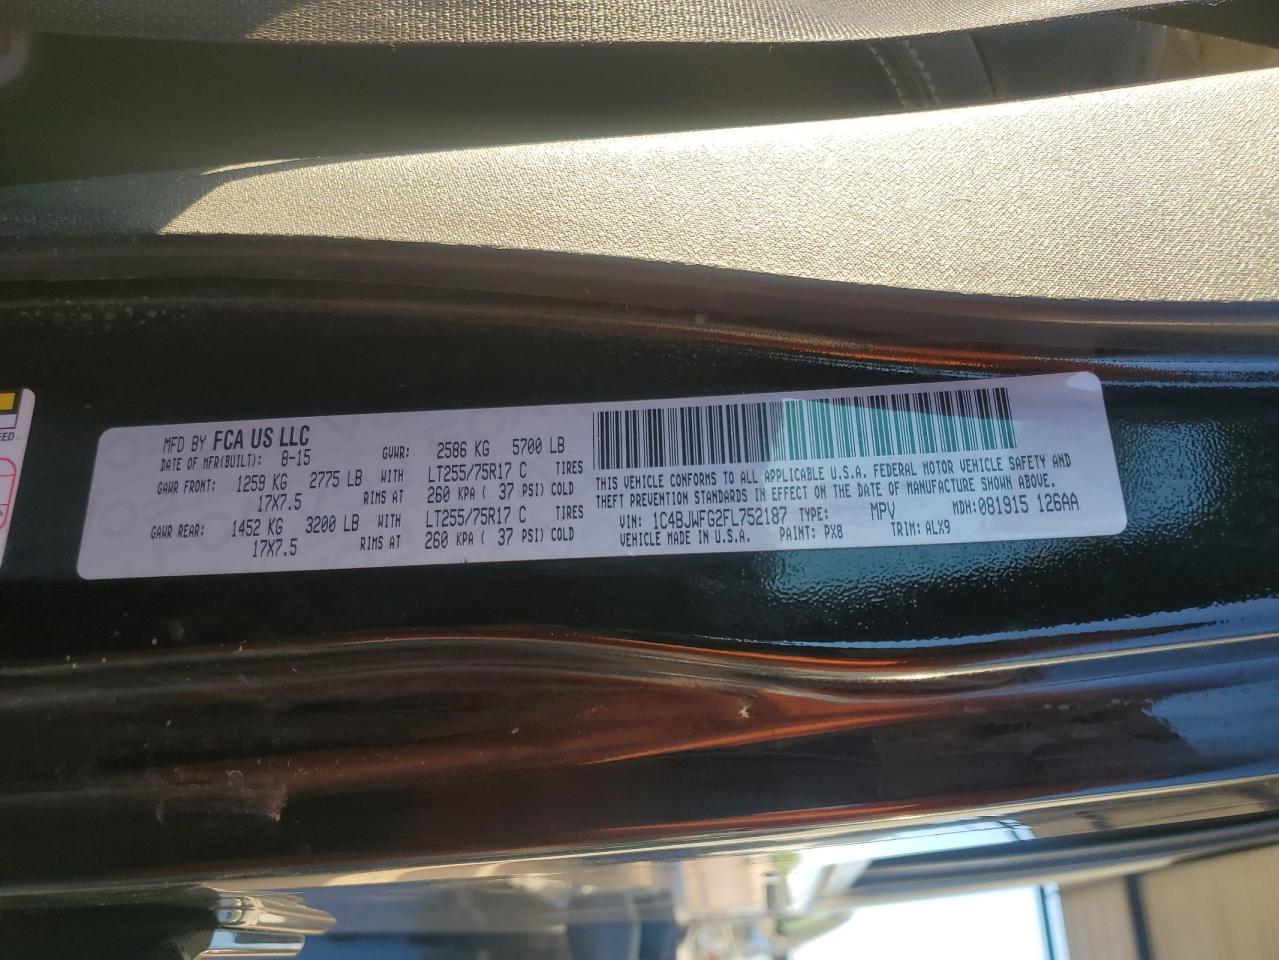 EED
MFD BY FCA US LLC
DATE OF MFR(BUILT): 8-15 GVWR: 2586 KG 5700 LB
GAWR FRONT: 1259 KG 2775 LB WITH LT255/75R17 C TIRES
17X7.5 RIMS AT 260 KPA ( 37 PSI) COLD
GAWR REAR: 1452 KG 3200 LB WITH LT255/75R17 C TIRES
17X7.5 RIMS AT 260 KPA ( 37 PSI) COLD
THIS VEHICLE CONFORMS TO ALL APPLICABLE U.S.A. FEDERAL MOTOR VEHICLE SAFETY AND
THEFT PREVENTION STANDARDS IN EFFECT ON THE DATE OF MANUFACTURE SHOWN ABOVE.
VIN: 1C4BJWFG2FL752187 TYPE: MPV MDH: 081915 126AA
VEHICLE MADE IN U.S.A. PAINT: PX8 TRIM: ALX9